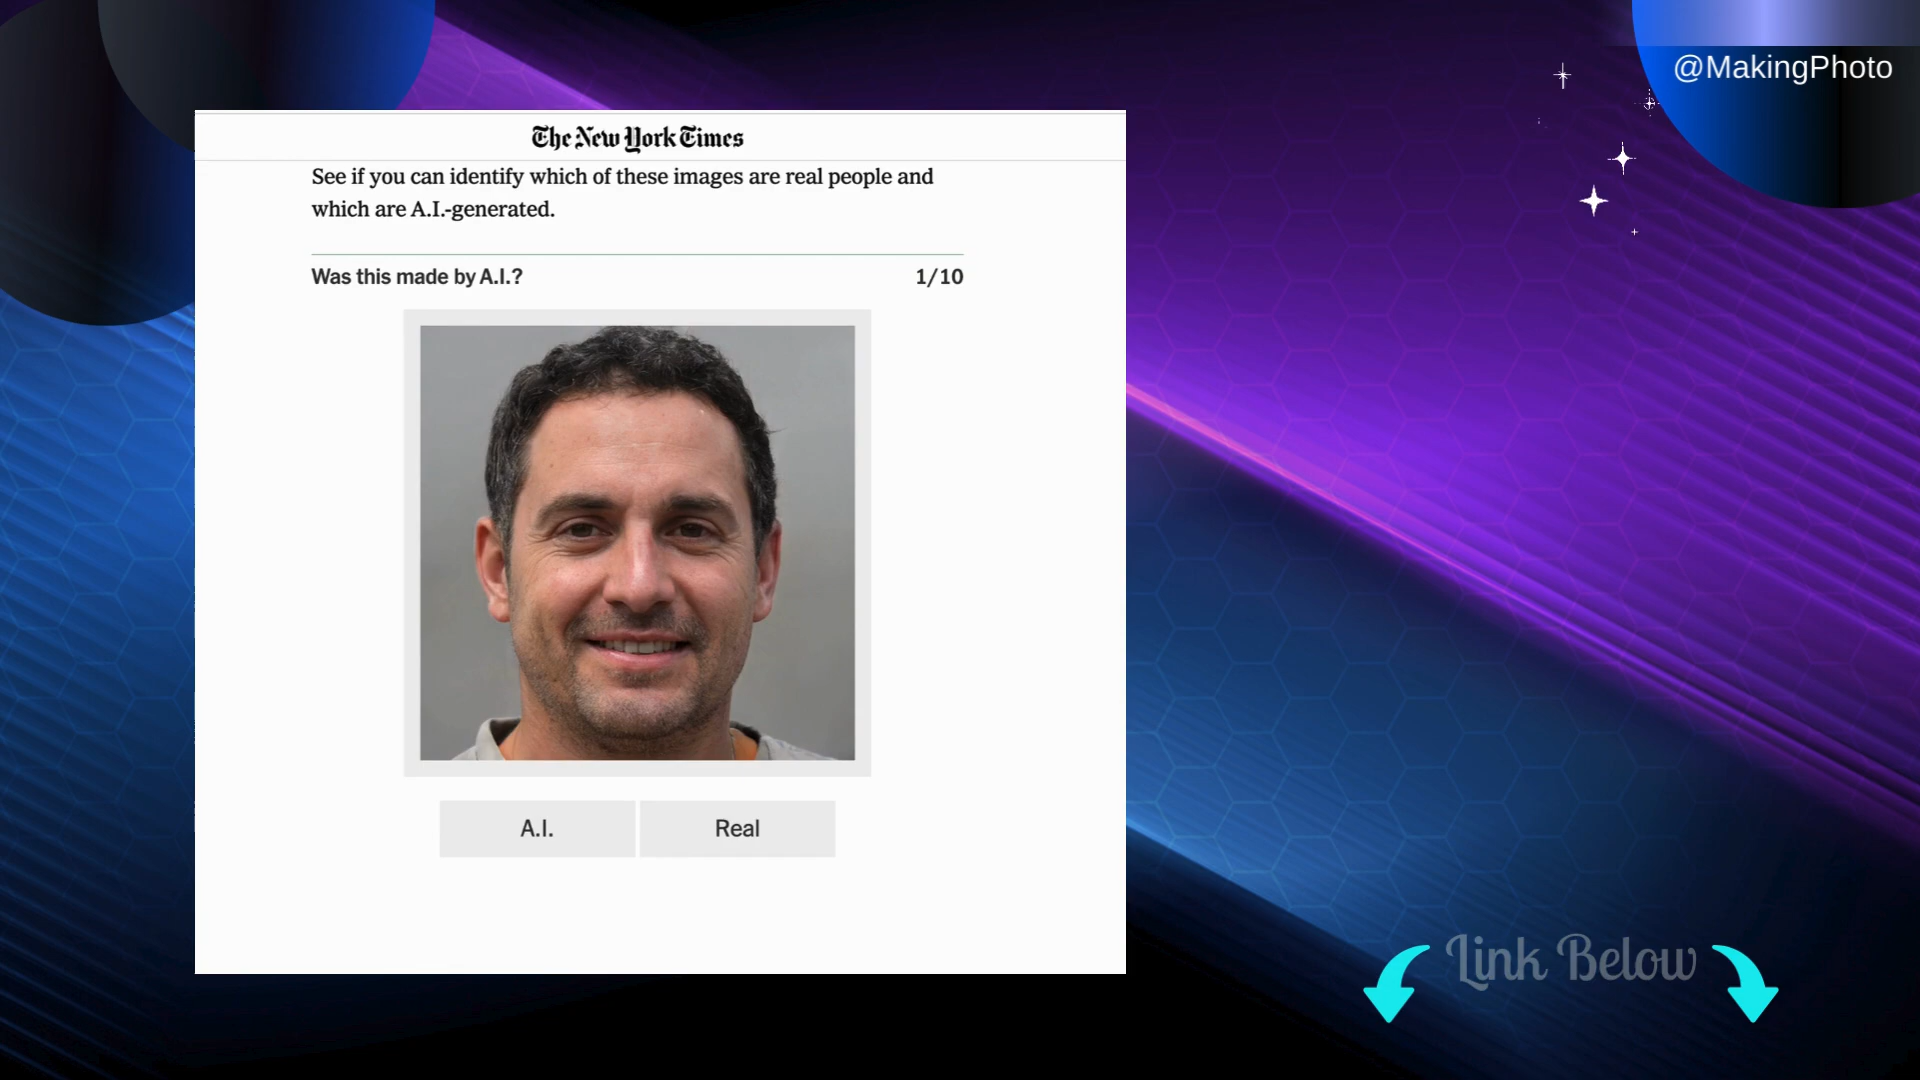 @MakingPhoto
The New York Times
See if you can identify which of these images are real people and
which are A.I.-generated.
Was this made by A.I.? 1/10
A.I. Real
Link Below